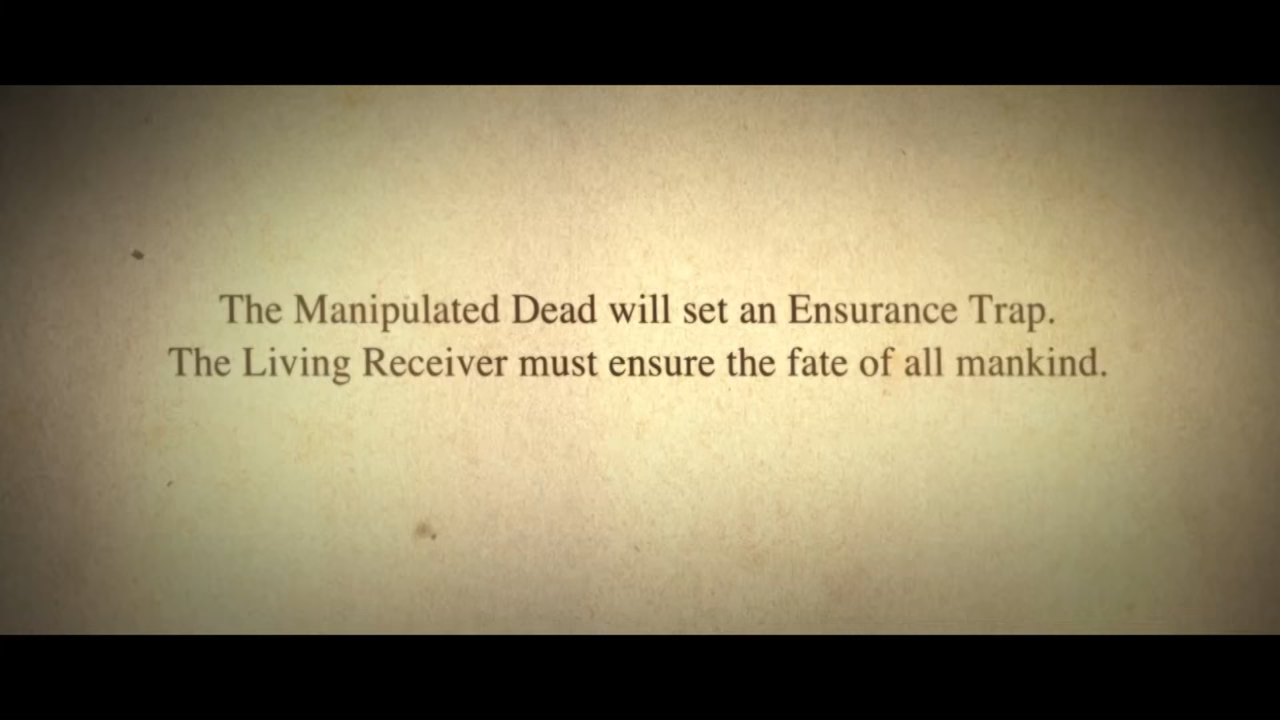 The Manipulated Dead will set an Ensurance Trap.
The Living Receiver must ensure the fate of all mankind.